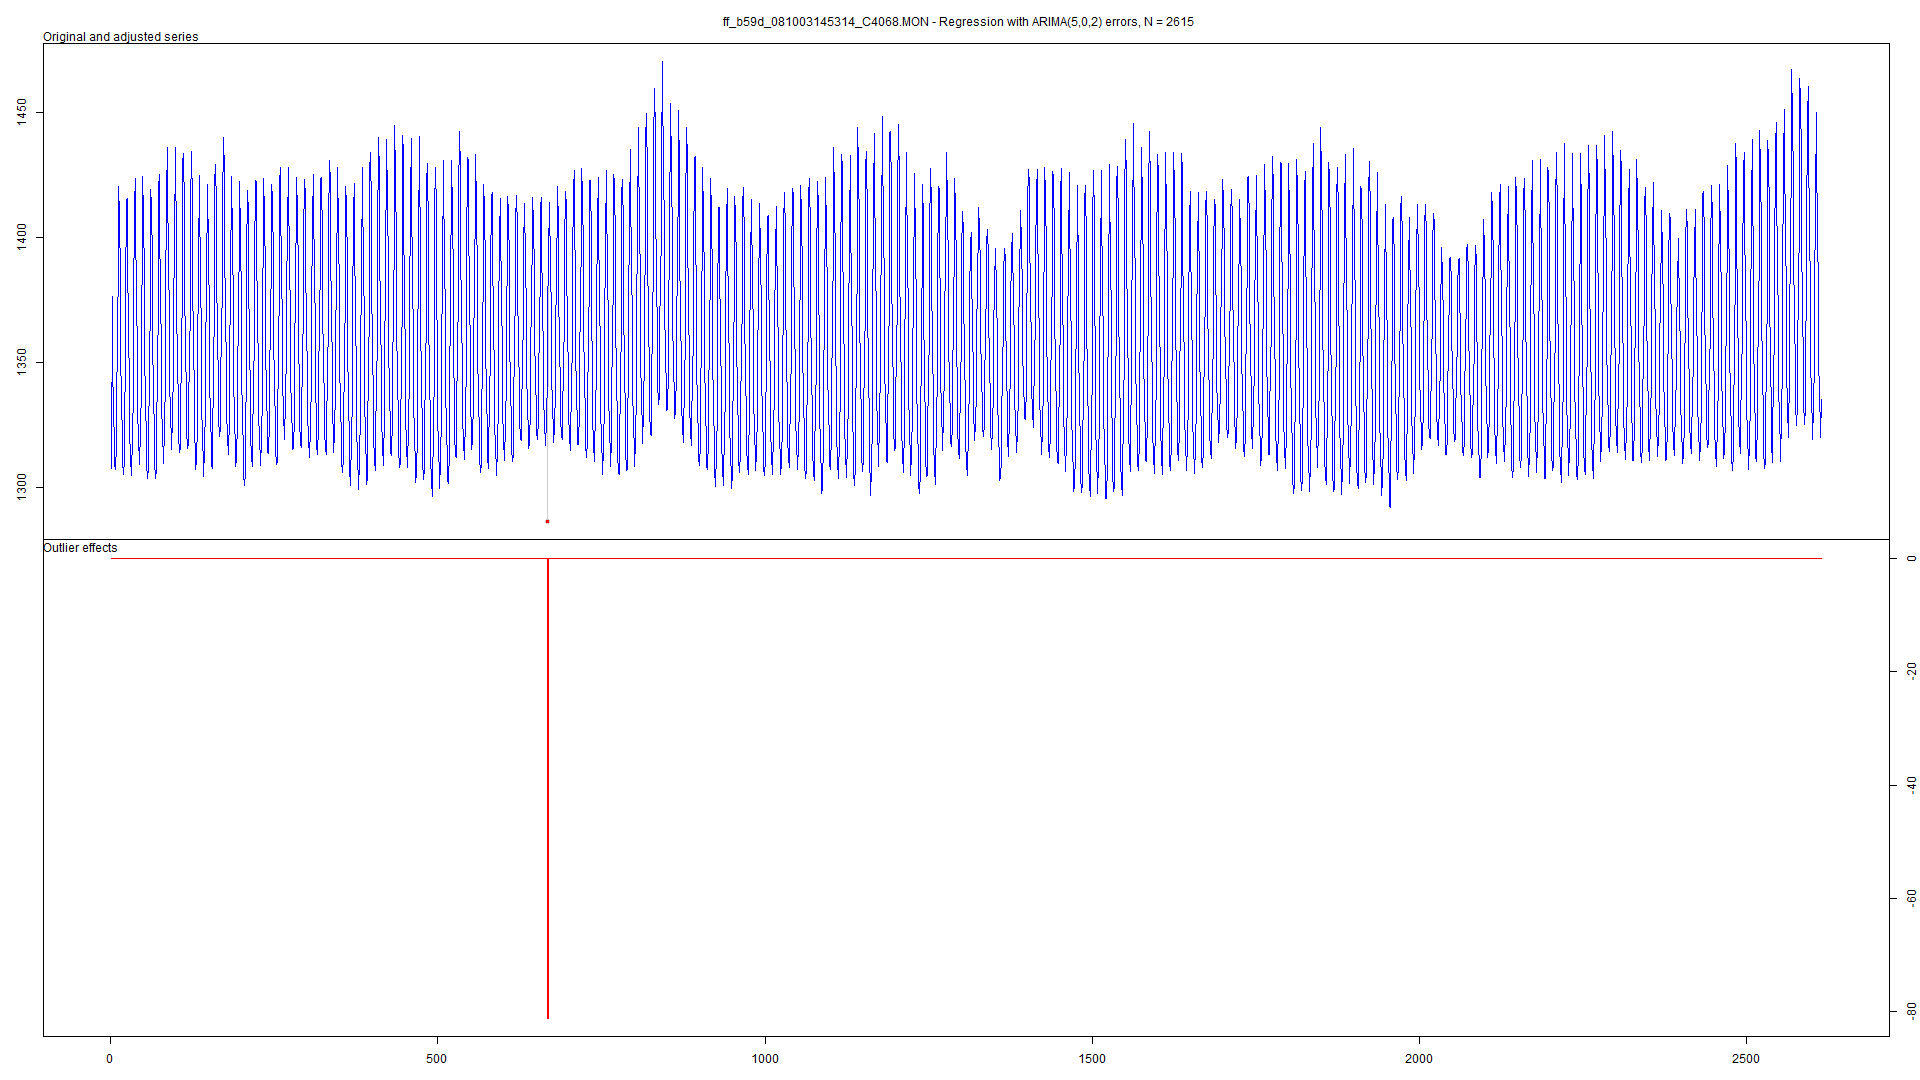 ff_b59d_081003145314_C4068.MON - Regression with ARIMA(5,0,2) errors, N = 2615
Original and adjusted series
1450
1400
1350
1300
Outlier effects
0
-20
-40
-60
-80
0 500 1000 1500 2000 2500